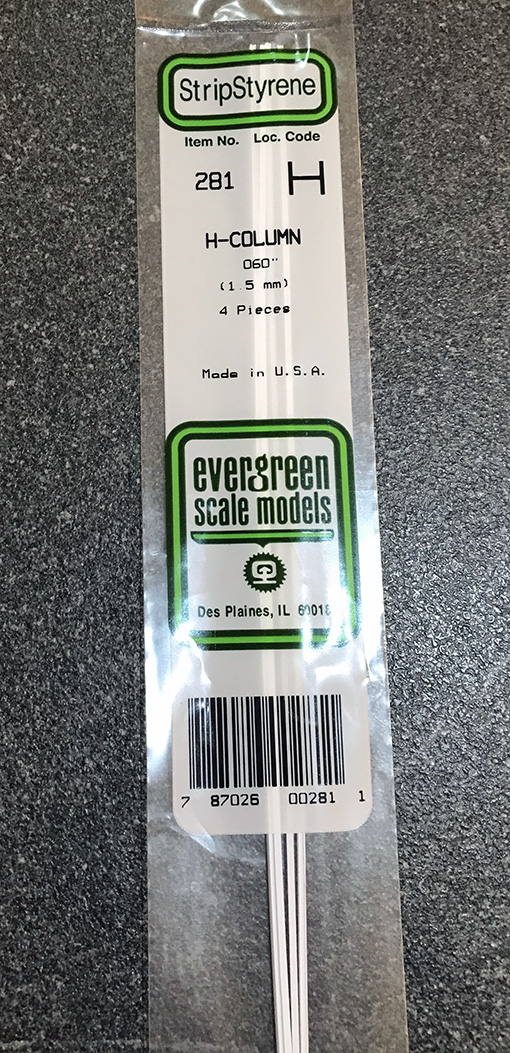 StripStyrene
Item No. Loc. Code
281 H
H-COLUMN
060"
(1.5 mm)
4 Pieces
Made in U.S.A.
evergreen
scale models
Des Plaines, IL 60018
7 87026 00281 1